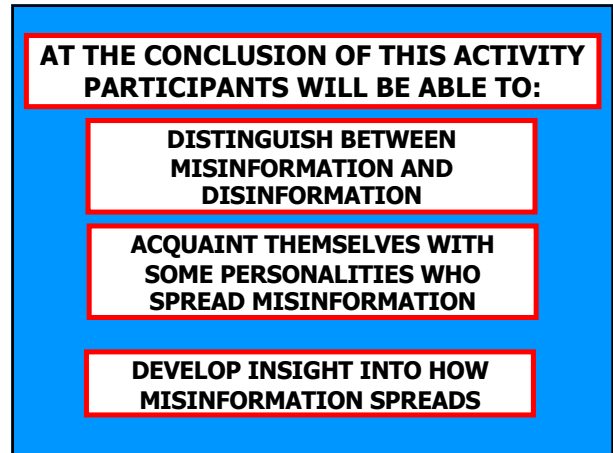 AT THE CONCLUSION OF THIS ACTIVITY
PARTICIPANTS WILL BE ABLE TO:
DISTINGUISH BETWEEN
MISINFORMATION AND
DISINFORMATION
ACQUAINT THEMSELVES WITH
SOME PERSONALITIES WHO
SPREAD MISINFORMATION
DEVELOP INSIGHT INTO HOW
MISINFORMATION SPREADS